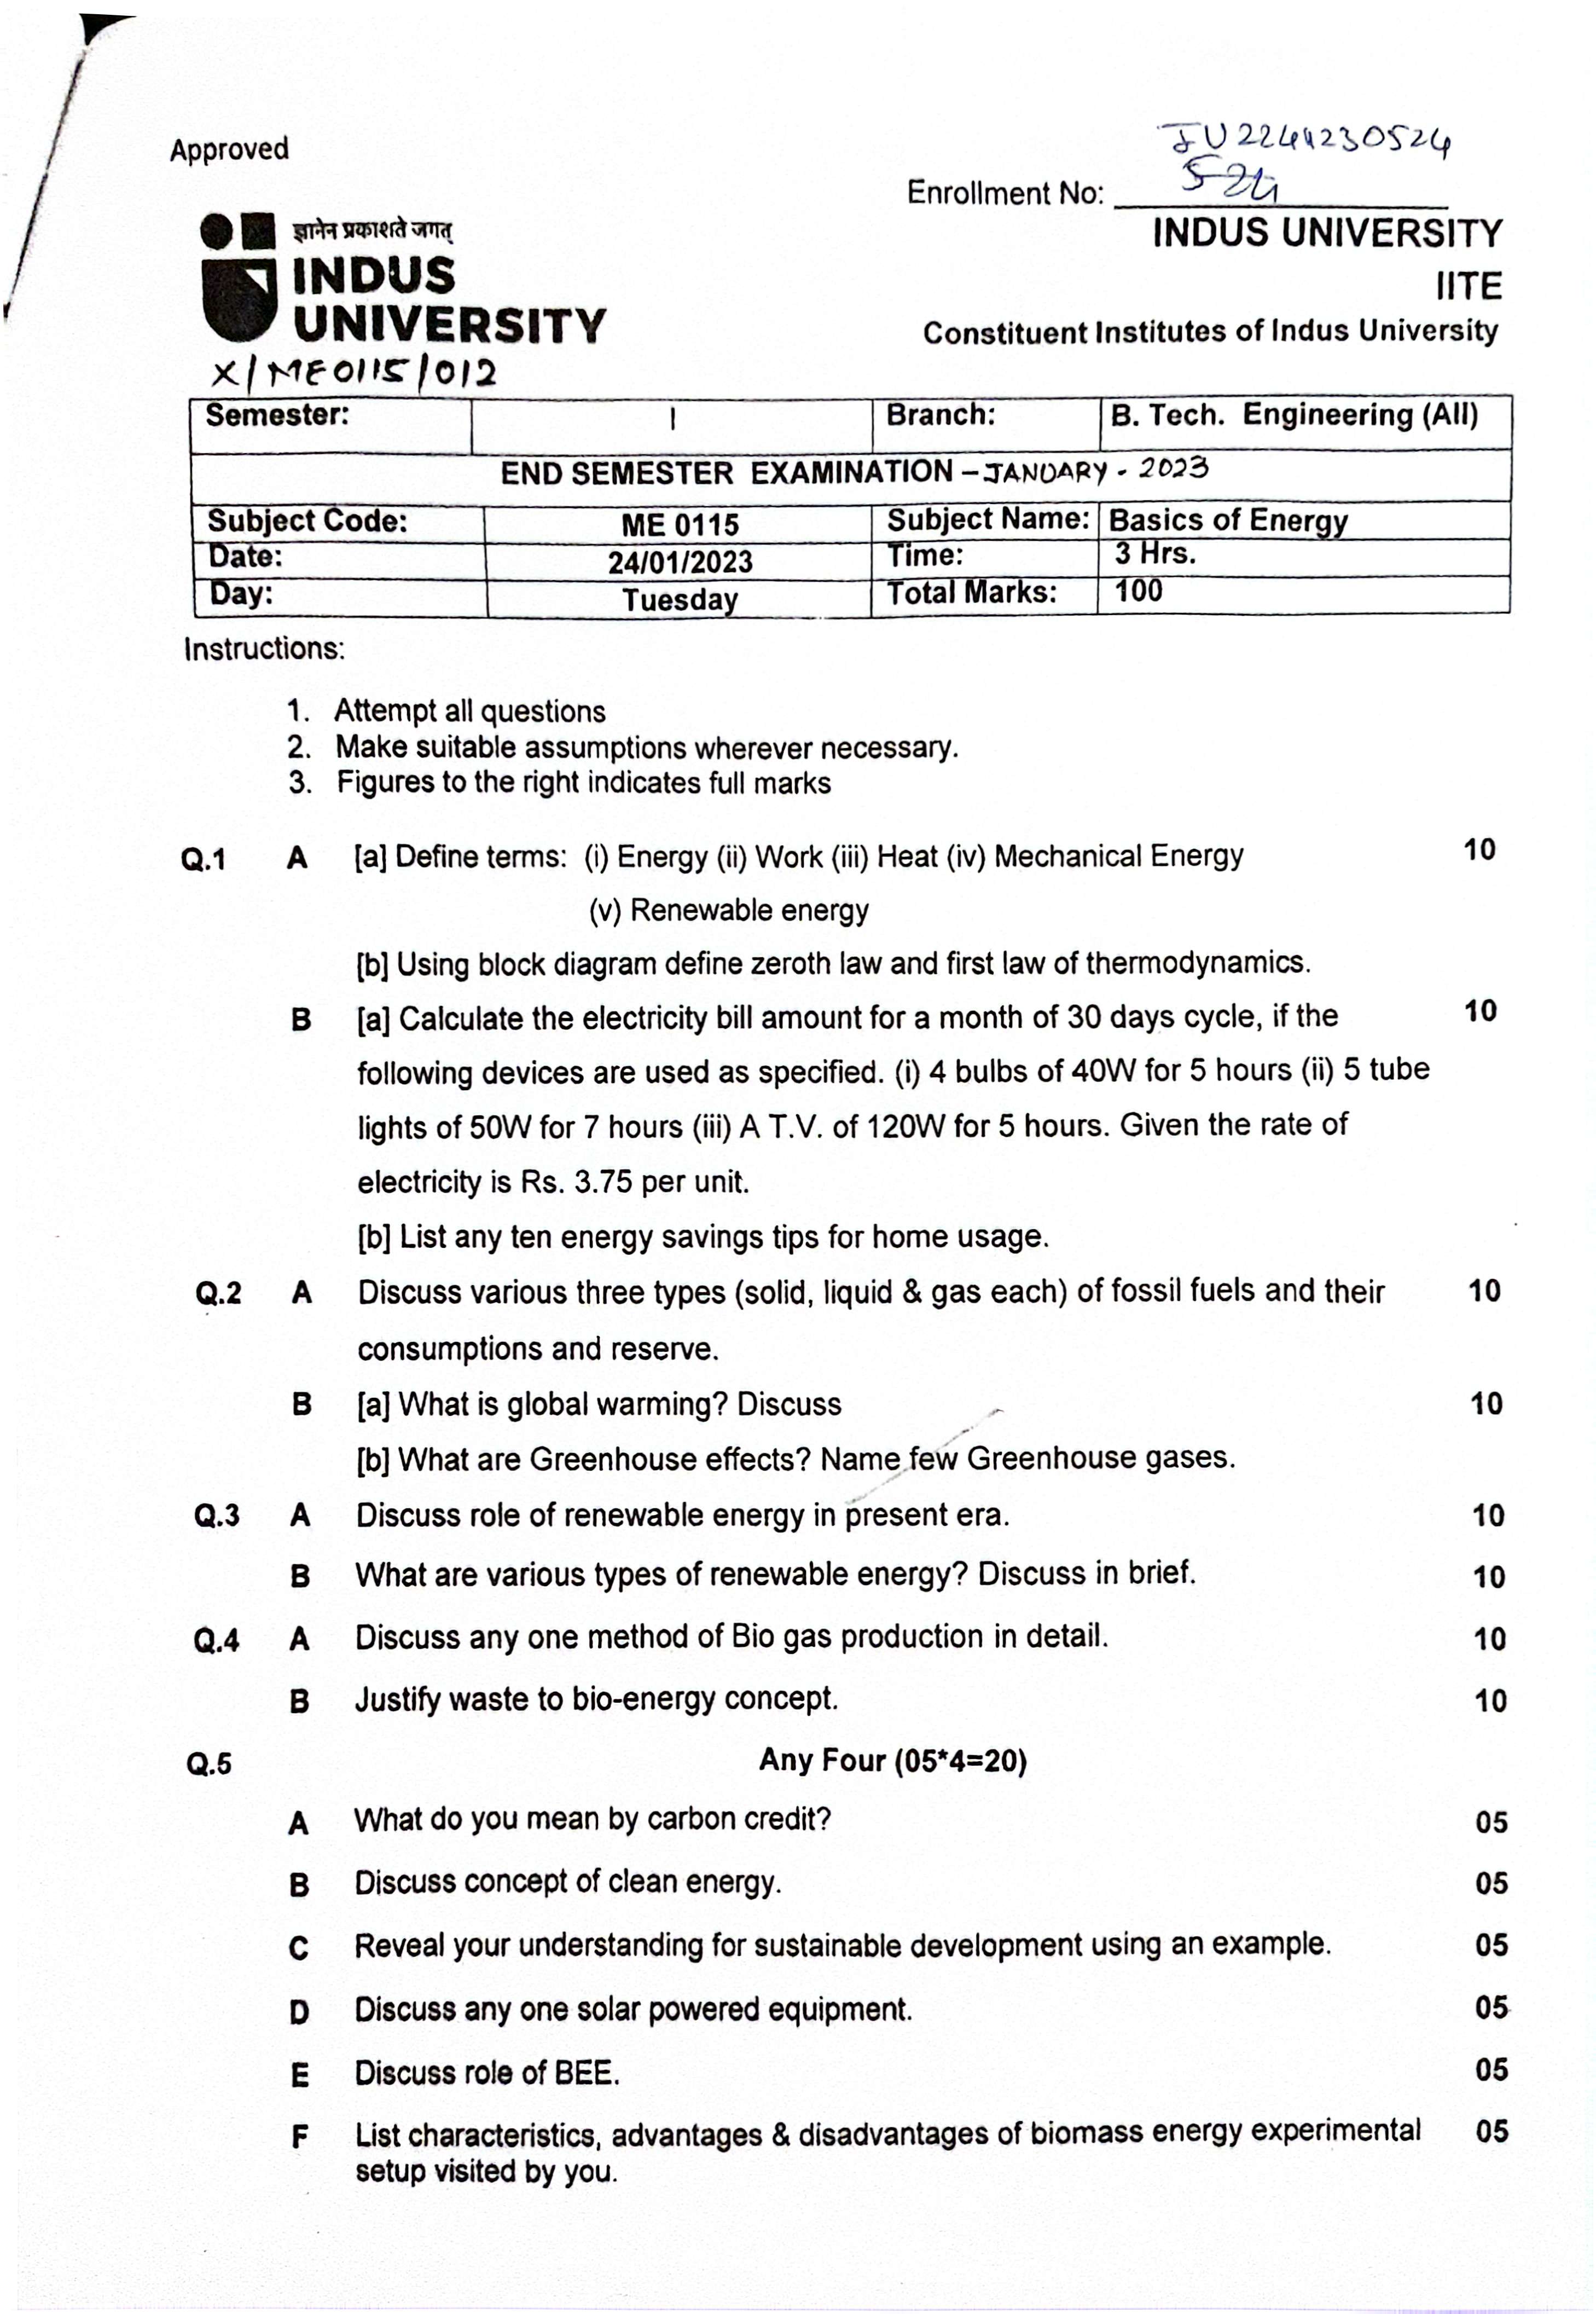 Approved
IU2244230524
Enrollment No: 524
ज्ञानेन प्रकाशते जगत्
INDUS
UNIVERSITY
INDUS UNIVERSITY
IITE
Constituent Institutes of Indus University
X/ME0115/012
Semester: I Branch: B. Tech. Engineering (All)
END SEMESTER EXAMINATION – JANUARY - 2023
Subject Code: ME 0115 Subject Name: Basics of Energy
Date: 24/01/2023 Time: 3 Hrs.
Day: Tuesday Total Marks: 100
Instructions:
1. Attempt all questions
2. Make suitable assumptions wherever necessary.
3. Figures to the right indicates full marks
Q.1 A [a] Define terms: (i) Energy (ii) Work (iii) Heat (iv) Mechanical Energy 10
(v) Renewable energy
[b] Using block diagram define zeroth law and first law of thermodynamics.
B [a] Calculate the electricity bill amount for a month of 30 days cycle, if the 10
following devices are used as specified. (i) 4 bulbs of 40W for 5 hours (ii) 5 tube
lights of 50W for 7 hours (iii) A T.V. of 120W for 5 hours. Given the rate of
electricity is Rs. 3.75 per unit.
[b] List any ten energy savings tips for home usage.
Q.2 A Discuss various three types (solid, liquid & gas each) of fossil fuels and their 10
consumptions and reserve.
B [a] What is global warming? Discuss 10
[b] What are Greenhouse effects? Name few Greenhouse gases.
Q.3 A Discuss role of renewable energy in present era. 10
B What are various types of renewable energy? Discuss in brief. 10
Q.4 A Discuss any one method of Bio gas production in detail. 10
B Justify waste to bio-energy concept. 10
Q.5 Any Four (05*4=20)
A What do you mean by carbon credit? 05
B Discuss concept of clean energy. 05
C Reveal your understanding for sustainable development using an example. 05
D Discuss any one solar powered equipment. 05
E Discuss role of BEE. 05
F List characteristics, advantages & disadvantages of biomass energy experimental 05
setup visited by you.